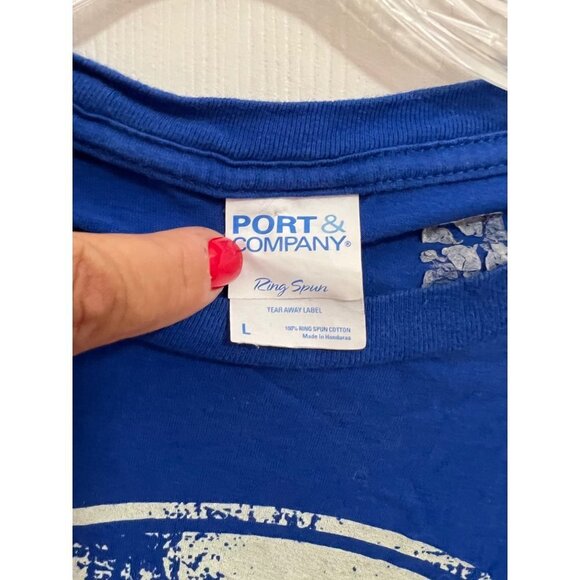 PORT &
COMPANY®
Ring Spun
TEAR AWAY LABEL
L
100% RING SPUN COTTON
Made in Honduras